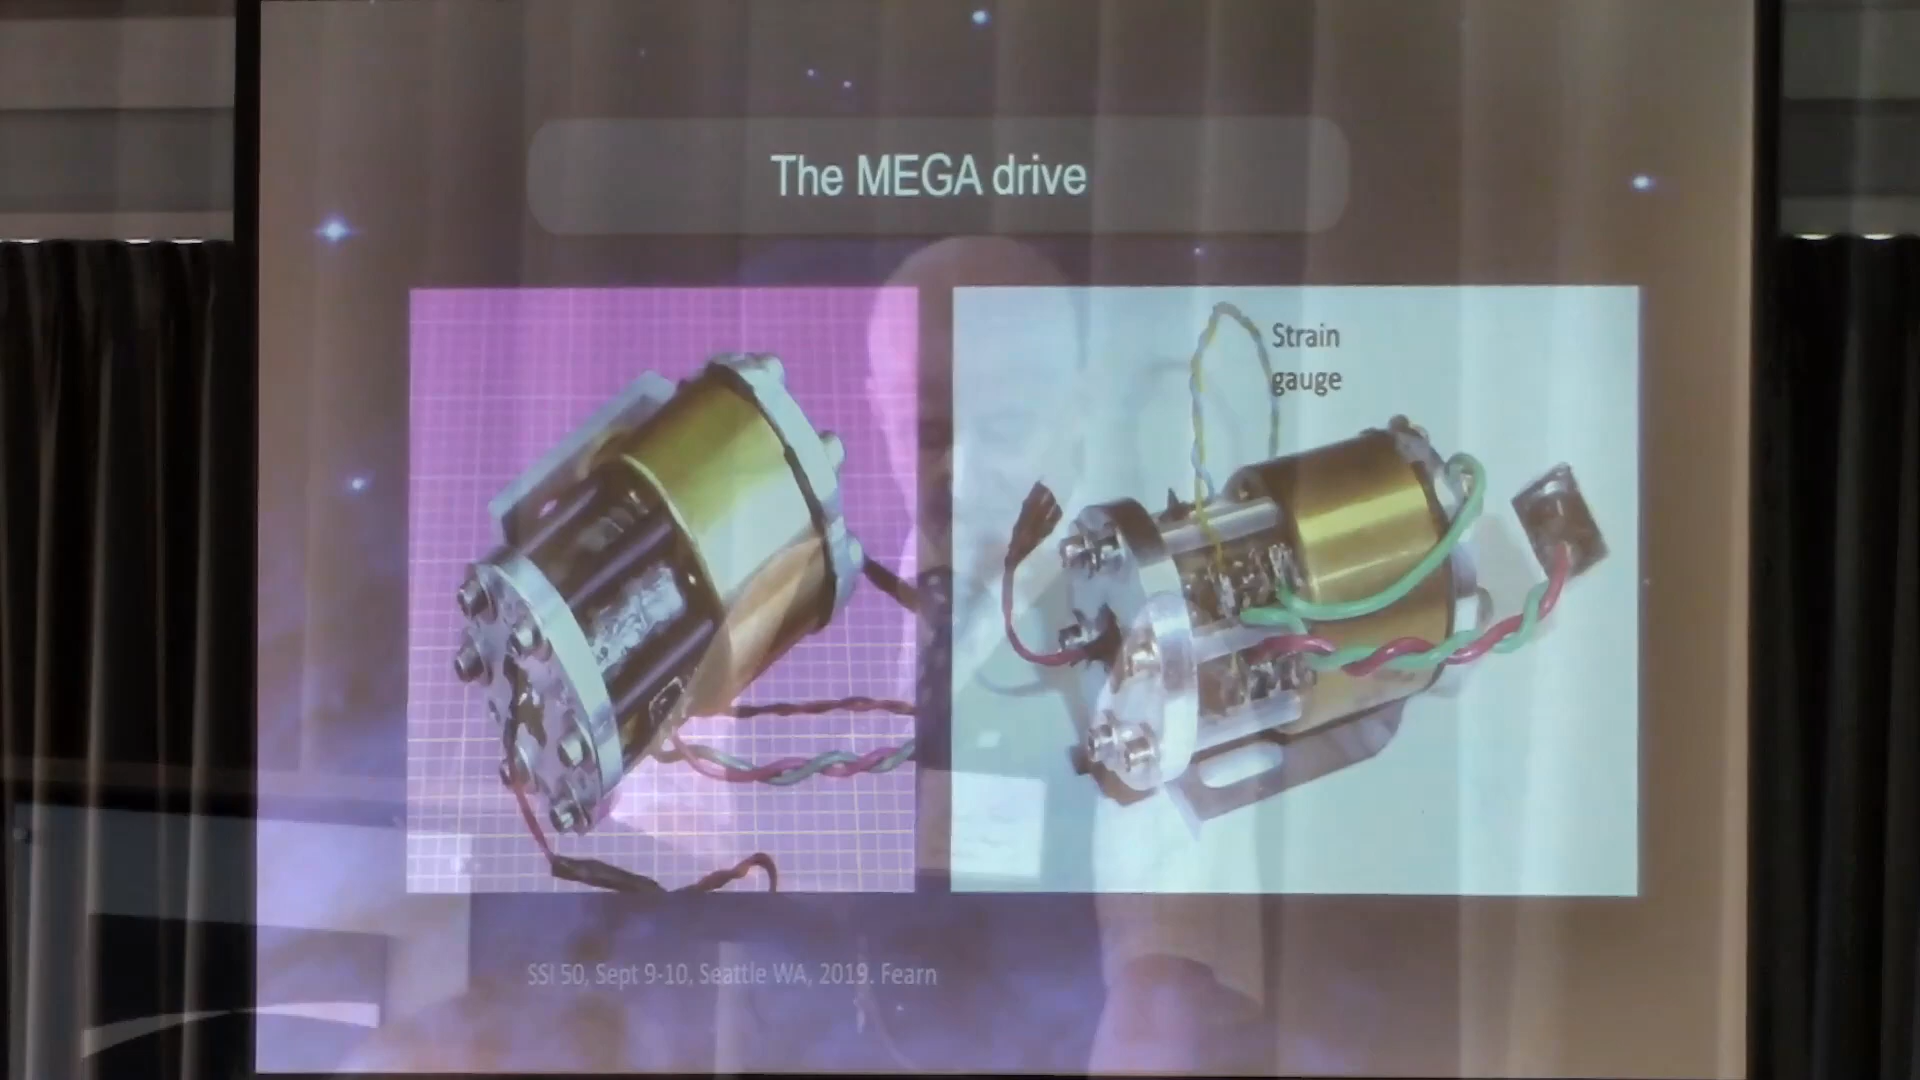 The MEGA drive
Strain
gauge
SSI 50, Sept 9-10, Seattle WA, 2019. Fearn